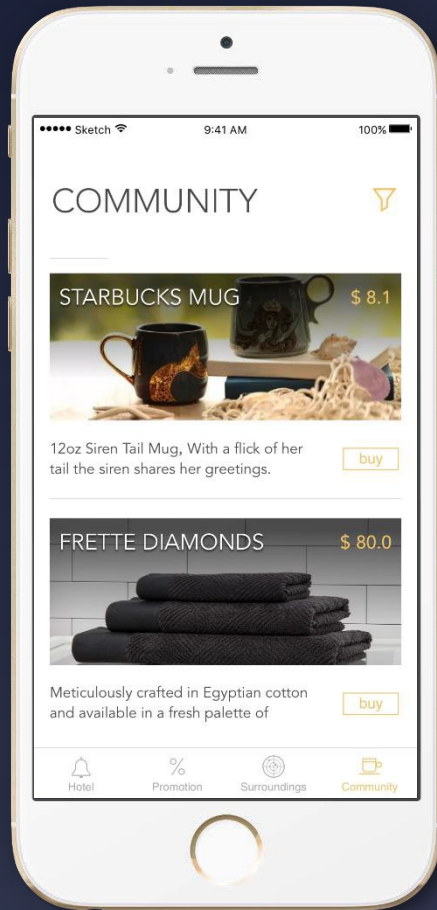 ●●●●● Sketch 9:41 AM 100%
COMMUNITY
STARBUCKS MUG $ 8.1
12oz Siren Tail Mug, With a flick of her
tail the siren shares her greetings.
buy
FRETTE DIAMONDS $ 80.0
Meticulously crafted in Egyptian cotton
and available in a fresh palette of
buy
Hotel Promotion Surroundings Community